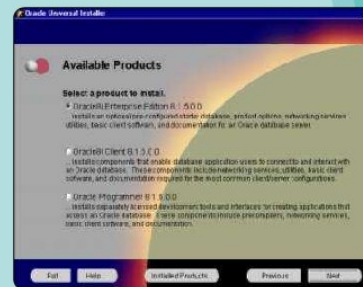 Oracle Universal Installer
Available Products
Select a product to install.
Oracle8i Enterprise Edition 8.1.5.0.0
Installs an optional pre-configured starter database, product options, networking services
utilities, basic client software, and documentation for an Oracle database server.
Oracle8i Client 8.1.5.0.0
Installs components that enable database application users to connect to and interact with
an Oracle database. These components include networking services, utilities, basic client
software, and documentation required for the most common client/server configurations.
Oracle Programmer 8.1.5.0.0
Installs separately licensed development tools and interfaces for creating applications that
access an Oracle database. These components include precompilers, networking services,
basic client software, and documentation.
Exit
Help
Installed Products
Previous
Next